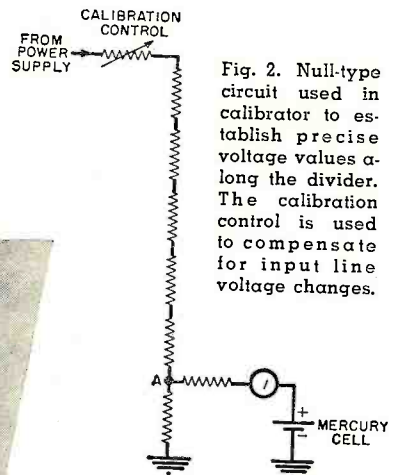 CALIBRATION
CONTROL
FROM
POWER
SUPPLY
Fig. 2. Null-type
circuit used in
calibrator to es-
tablish precise
voltage values a-
long the divider.
The calibration
control is used
to compensate
for input line
voltage changes.
A
I
+
-
MERCURY
CELL